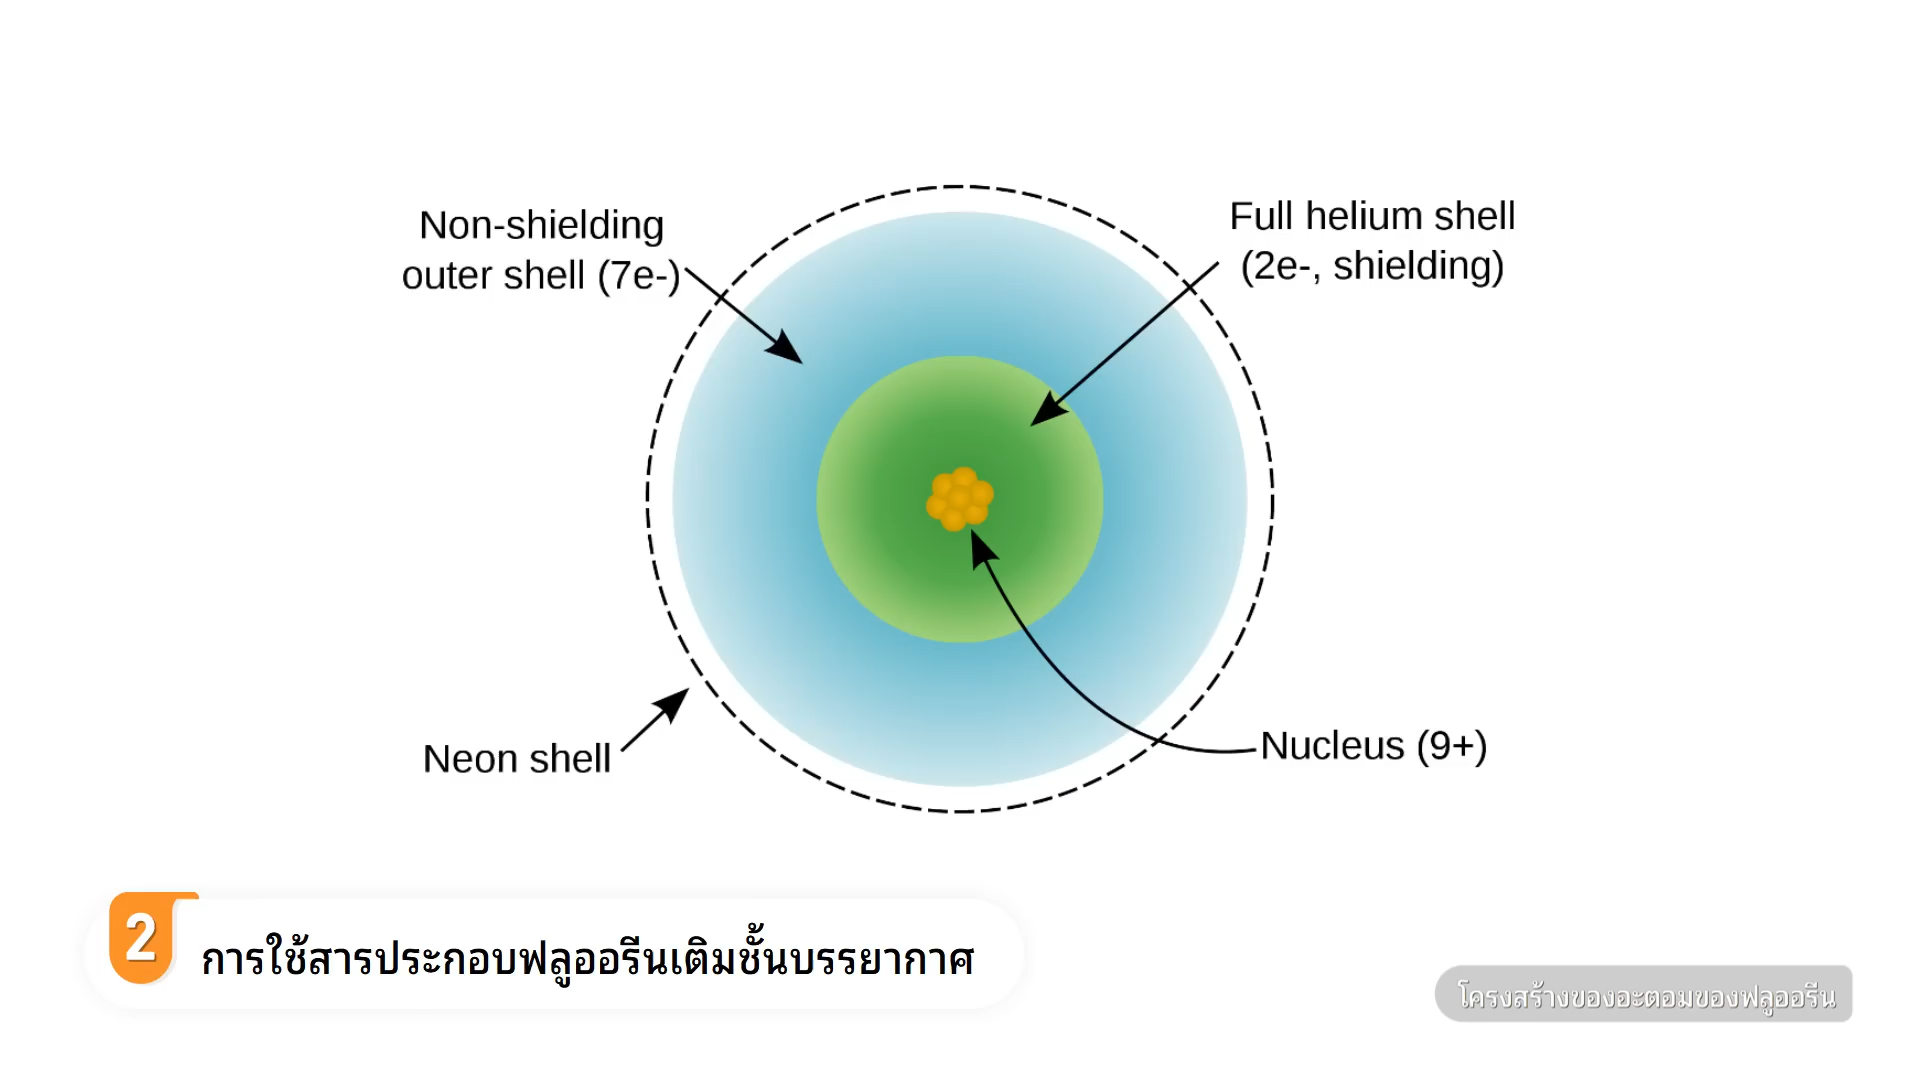 Non-shielding
outer shell (7e-)
Full helium shell
(2e-, shielding)
Neon shell
Nucleus (9+)
2
การใช้สารประกอบฟลูออรีนเติมชั้นบรรยากาศ
โครงสร้างของอะตอมของฟลูออรีน